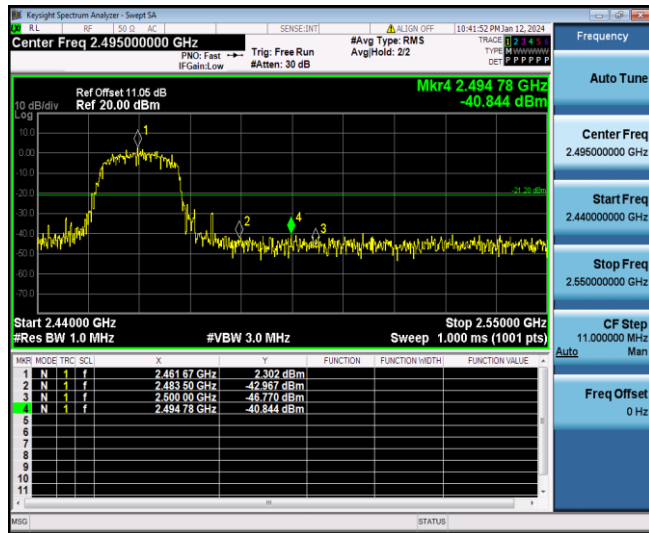 Keysight Spectrum Analyzer - Swept SA
RL RF 50 Ω AC SENSE:INT ALIGN OFF 10:41:52 PM Jan 12, 2024
Center Freq 2.495000000 GHz
PNO: Fast
IFGain:Low
Trig: Free Run
#Atten: 30 dB
#Avg Type: RMS
Avg|Hold: 2/2
TRACE 1 2 3 4 5 6
TYPE M W W W W W
DET P P P P P P
Frequency
Auto Tune
Center Freq
2.495000000 GHz
Start Freq
2.440000000 GHz
Stop Freq
2.550000000 GHz
CF Step
11.000000 MHz
Auto Man
Freq Offset
0 Hz
Mkr4 2.494 78 GHz
-40.844 dBm
Ref Offset 11.05 dB
10 dB/div Ref 20.00 dBm
Log
10.0
0.00
-10.0
-20.0
-30.0
-40.0
-50.0
-60.0
-70.0
1
2
4
3
-21.20 dBm
Start 2.44000 GHz Stop 2.55000 GHz
#Res BW 1.0 MHz #VBW 3.0 MHz Sweep 1.000 ms (1001 pts)
MKR MODE TRC SCL X Y FUNCTION FUNCTION WIDTH FUNCTION VALUE
1 N 1 f 2.461 67 GHz 2.302 dBm
2 N 1 f 2.483 50 GHz -42.967 dBm
3 N 1 f 2.500 00 GHz -46.770 dBm
4 N 1 f 2.494 78 GHz -40.844 dBm
5
6
7
8
9
10
11
MSG STATUS